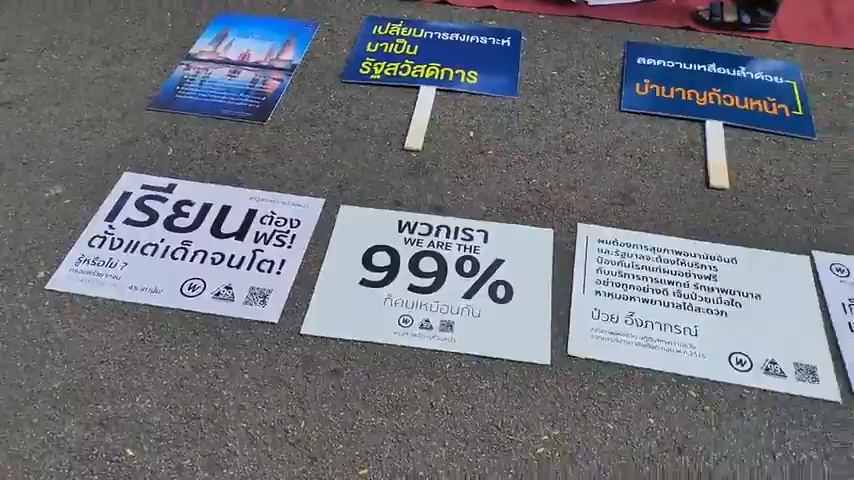 เปลี่ยนการสงเคราะห์
มาเป็น
รัฐสวัสดิการ
ลดความเหลื่อมล้ำด้วย
บำนาญถ้วนหน้า
เรียนต้องฟรี!
ตั้งแต่เด็กจนโต!
รู้หรือไม่ ?
W
99
พวกเรา
WE ARE THE
99%
ก็คนเหมือนกัน
W
99
ผมต้องการสุขภาพอนามัยอันดี
และรัฐบาลจะต้องให้บริการ
ป้องกันโรคแก่ผมอย่างฟรี
กับบริการการแพทย์ รักษาพยาบาล
อย่างถูกอย่างดี เจ็บป่วยเมื่อใด
หาหมอหาพยาบาลได้สะดวก
ป๋วย อึ๊งภากรณ์
W
99
W